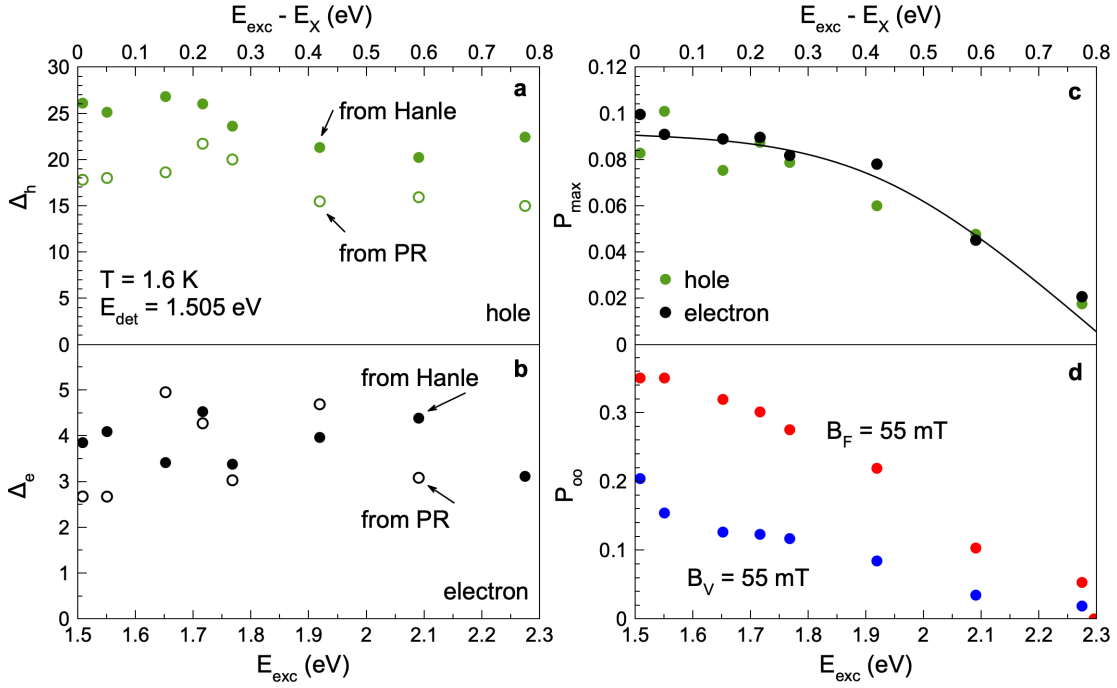 E_exc - E_X (eV)
0 0.1 0.2 0.3 0.4 0.5 0.6 0.7 0.8
30
25
20
15
10
5
0
Δ_h
a
from Hanle
from PR
T = 1.6 K
E_det = 1.505 eV
hole
5
4
3
2
1
0
Δ_e
b
from Hanle
from PR
electron
1.5 1.6 1.7 1.8 1.9 2 2.1 2.2 2.3
E_exc (eV)
E_exc - E_X (eV)
0 0.1 0.2 0.3 0.4 0.5 0.6 0.7 0.8
0.12
0.1
0.08
0.06
0.04
0.02
P_max
c
hole
electron
0.3
0.2
0.1
0
P_oo
d
B_F = 55 mT
B_V = 55 mT
1.5 1.6 1.7 1.8 1.9 2 2.1 2.2 2.3
E_exc (eV)